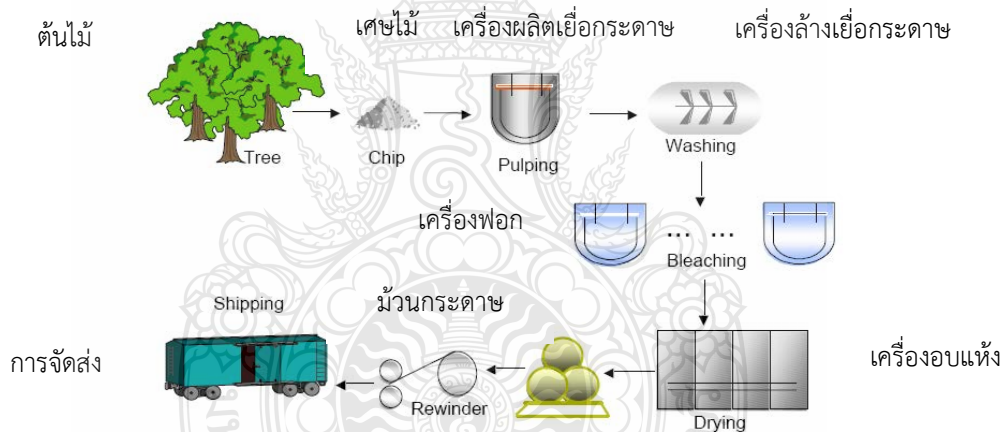 ต้นไม้
เศษไม้
เครื่องผลิตเยื่อกระดาษ
เครื่องล้างเยื่อกระดาษ
Tree
Chip
Pulping
Washing
เครื่องฟอก
... ...
Bleaching
Shipping
ม้วนกระดาษ
การจัดส่ง
เครื่องอบแห้ง
Rewinder
Drying